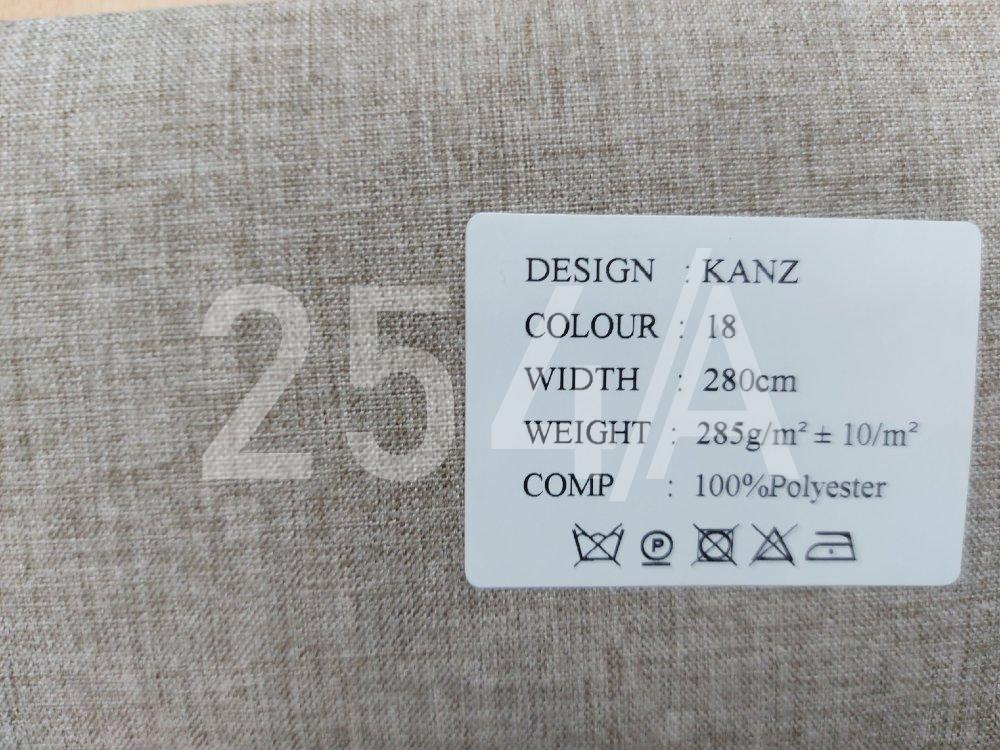 DESIGN : KANZ
COLOUR : 18
WIDTH : 280cm
WEIGHT : 285g/m² ± 10/m²
COMP : 100%Polyester
P
254//A